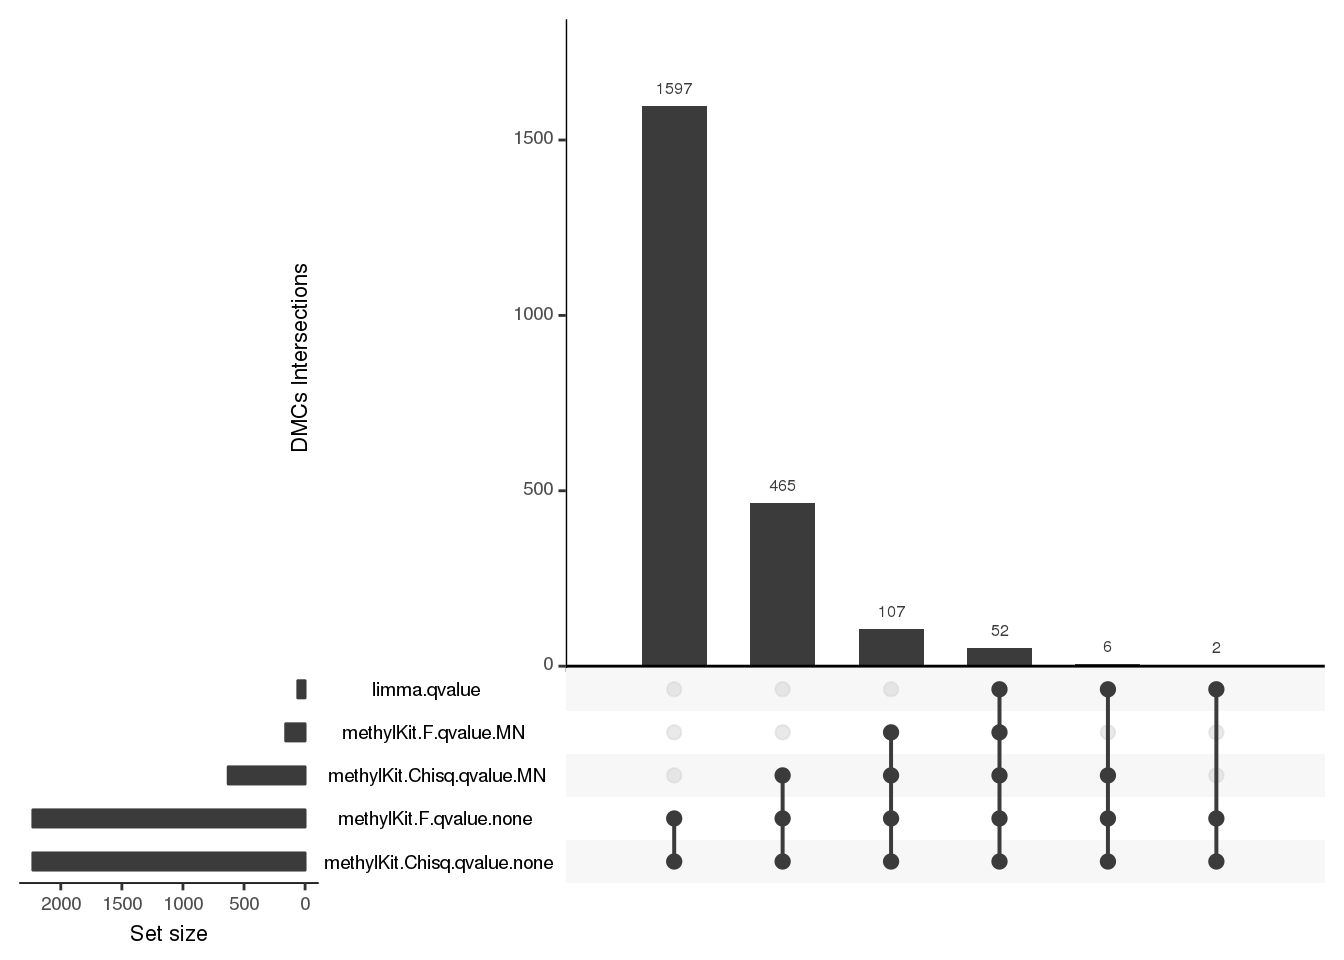 1597
1500
1000
500
465
107
52
6
2
0
DMCs Intersections
limma.qvalue
methylKit.F.qvalue.MN
methylKit.Chisq.qvalue.MN
methylKit.F.qvalue.none
methylKit.Chisq.qvalue.none
2000 1500 1000 500 0
Set size